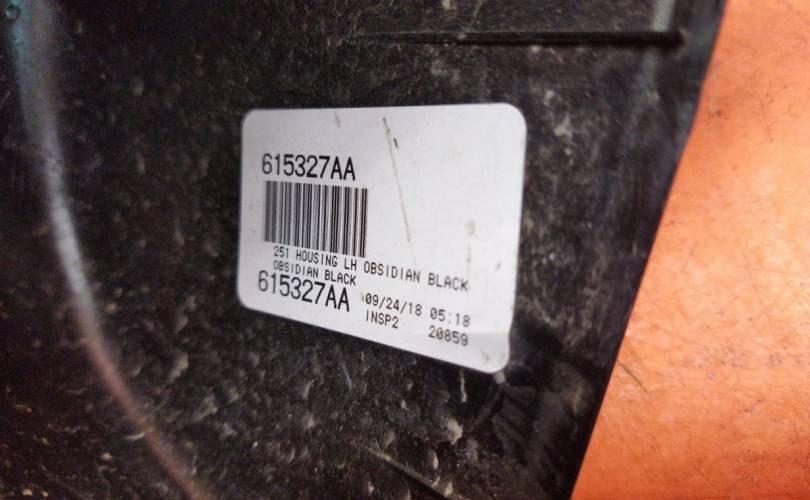 615327AA
251 HOUSING LH OBSIDIAN BLACK
OBSIDIAN BLACK
615327AA 09/24/18 05:18
INSP2 20859